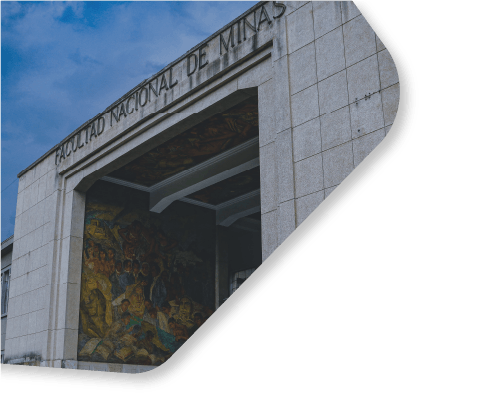 FACULTAD NACIONAL DE MINAS